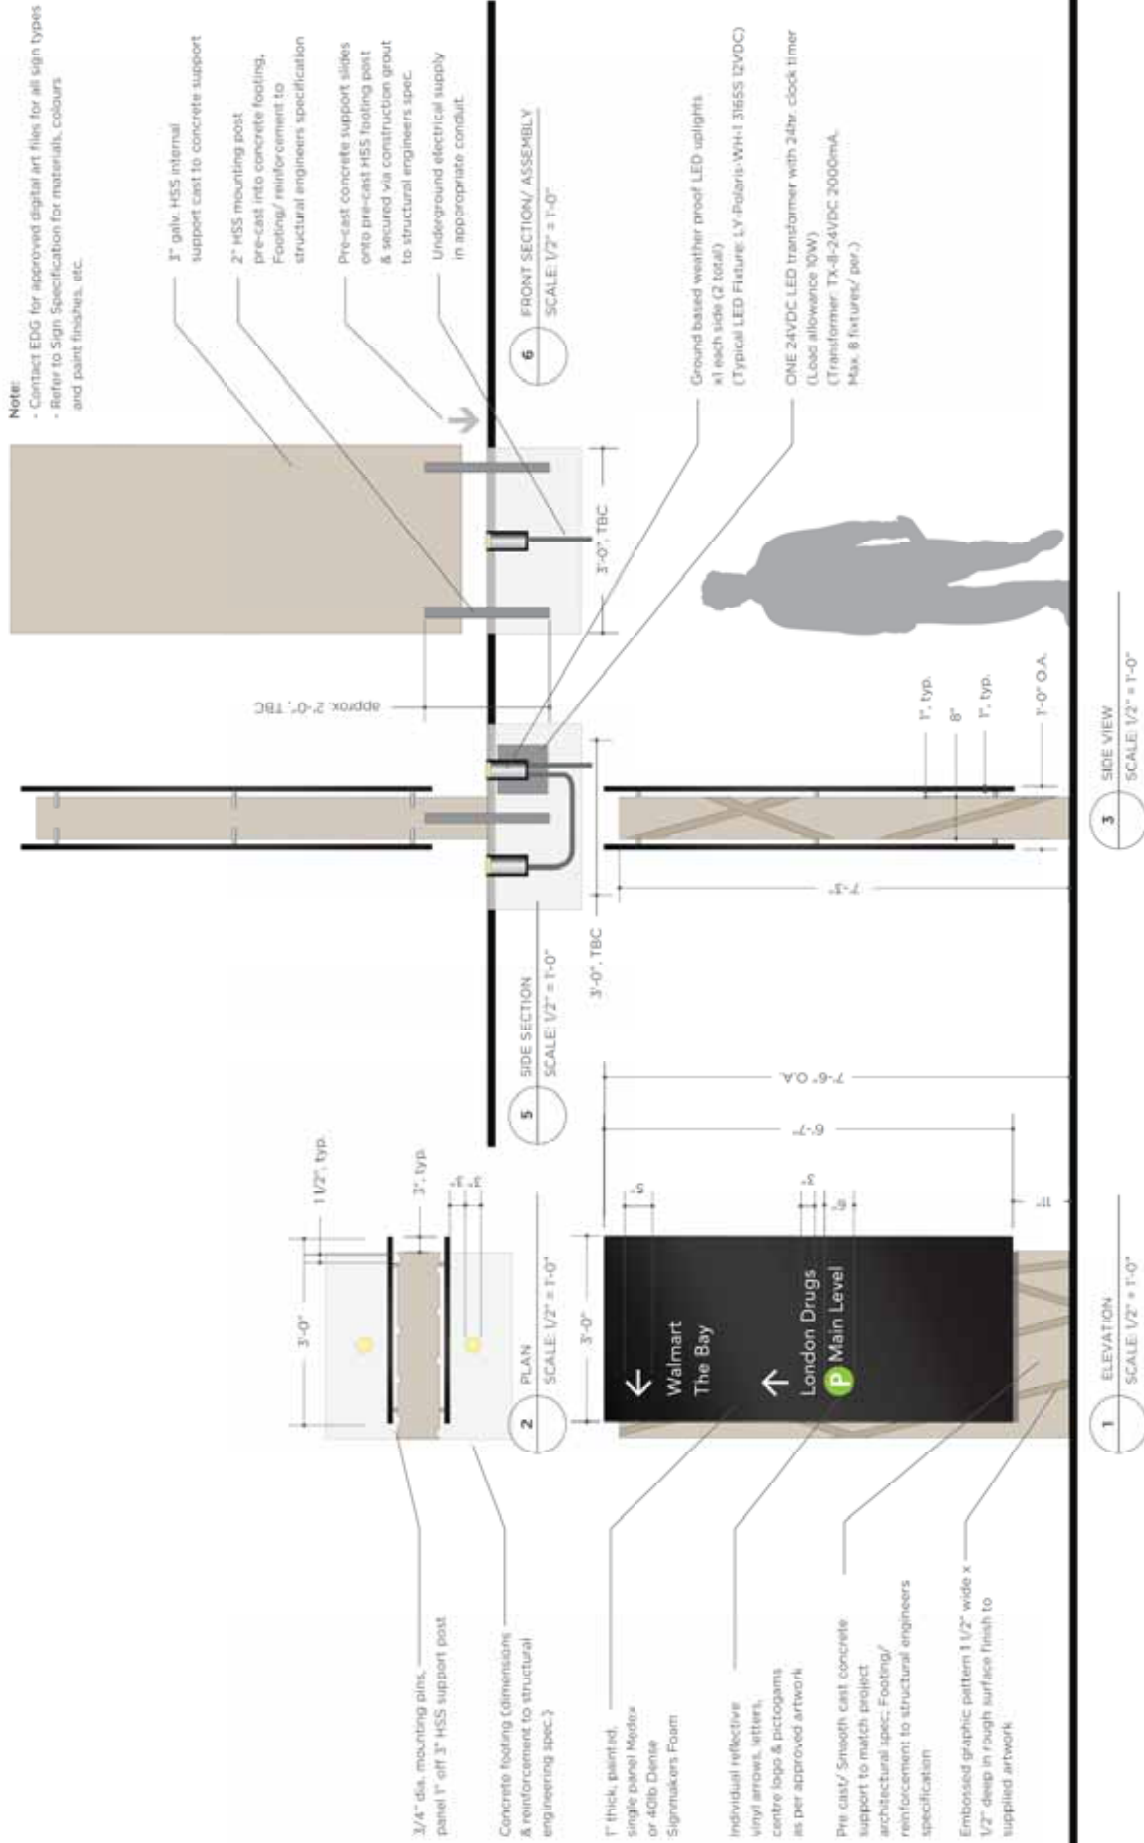 Note:
- Contact EDG for approved digital art files for all sign types
- Refer to Sign Specification for materials, colours
and paint finishes, etc.
3" galv. HSS internal
support cast to concrete support
2" HSS mounting post
pre-cast into concrete footing,
Footing/ reinforcement to
structural engineers specification
Pre-cast concrete support slides
onto pre-cast HSS footing post
& secured via construction grout
to structural engineers spec.
Underground electrical supply
in apporopriate conduit.
6
FRONT SECTION/ ASSEMBLY
SCALE: 1/2" = 1'-0"
3'-0", TBC
approx. 2'-0", TBC
Ground based weather proof LED uplights
x1 each side (2 total)
(Typical LED Fixture: LY-Polaris-WH-1 3165S 12VDC)
ONE 24VDC LED transformer with 24hr. clock timer
(Load allowance 10W)
(Transformer: TX-8-24VDC 2000mA,
Max. 8 fixtures/ per.)
5
SIDE SECTION
SCALE: 1/2" = 1'-0"
3'-0", TBC
3/4" dia. mounting pins,
panel 1" off 3" HSS support post
Concrete footing (dimensions
& reinforcement to structural
engineering spec.)
3'-0"
1 1/2", typ.
3", typ.
3"
3"
2
PLAN
SCALE: 1/2" = 1'-0"
1" thick, painted,
single panel Medex
or 40lb Dense
Signmakers Foam
Individual reflective
vinyl arrows, letters,
centre logo & pictogams
as per approved artwork
Pre cast/ Smooth cast concrete
support to match project
architectural spec; Footing/
reinforcement to structural engineers
specification
Embossed graphic pattern 1 1/2" wide x
1/2" deep in rough surface finish to
supplied artwork
3'-0"
←
Walmart
The Bay
↑
London Drugs
P Main Level
5"
3"
6"
6'-7"
7'-6" O.A.
11"
1
ELEVATION
SCALE: 1/2" = 1'-0"
7'-3"
1", typ.
8"
1", typ.
1'-0" O.A.
3
SIDE VIEW
SCALE: 1/2" = 1'-0"